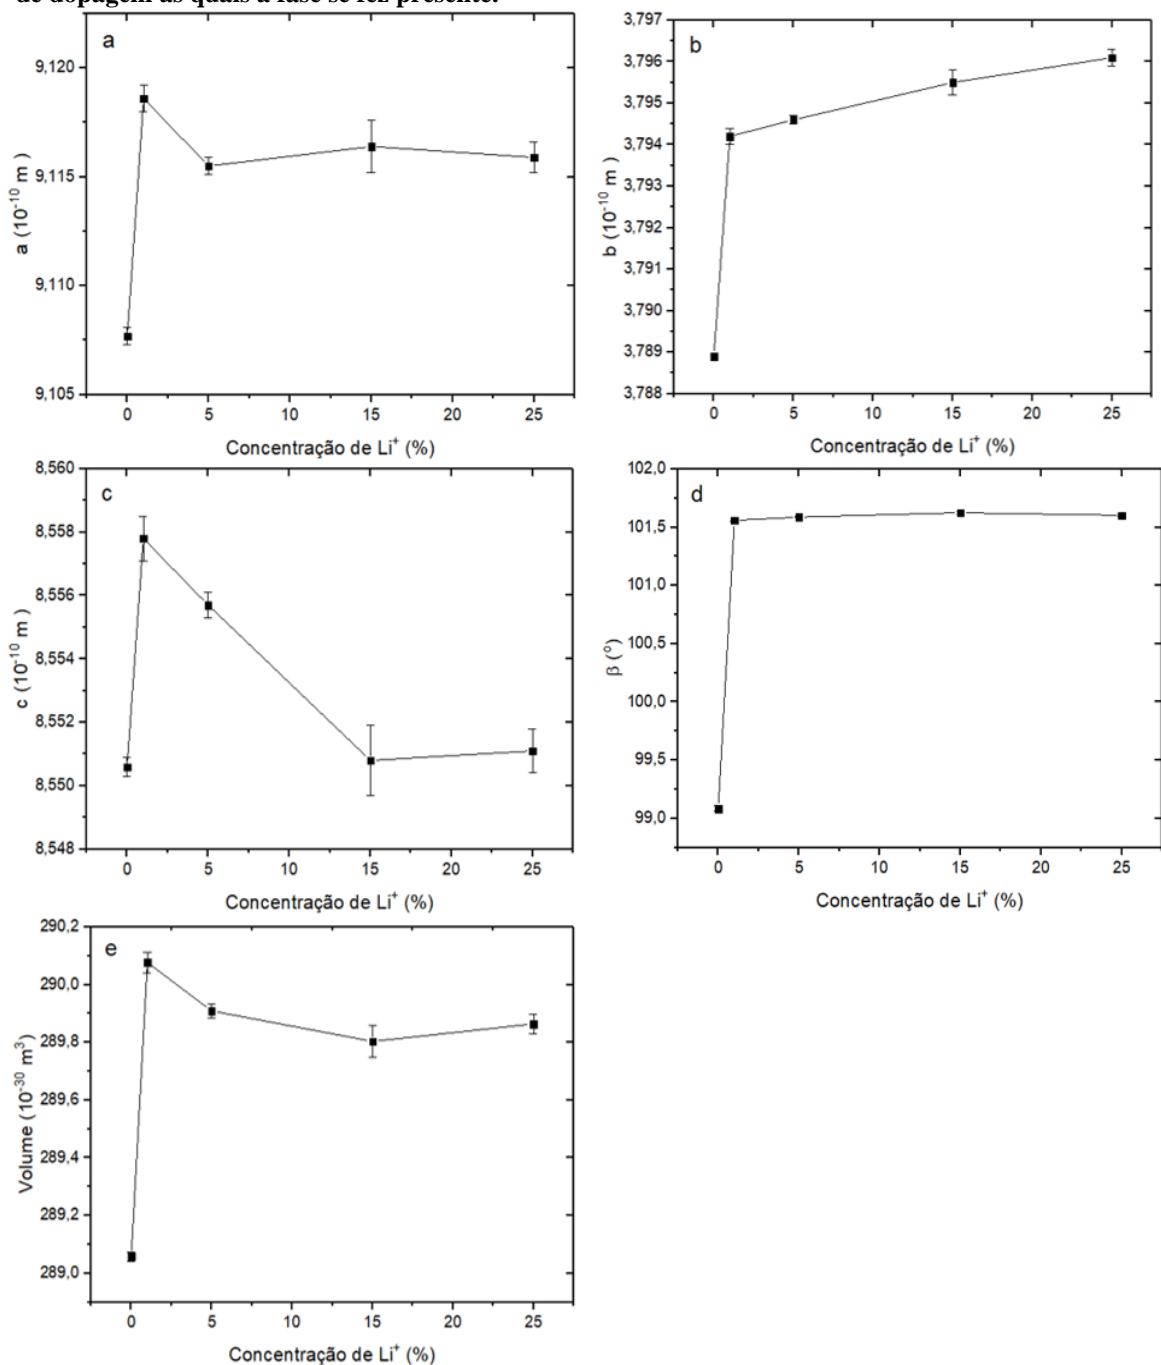 de dopagem às quais a fase se fez presente.
a
9,120
9,115
9,110
9,105
a (10⁻¹⁰ m)
0 5 10 15 20 25
Concentração de Li⁺ (%)
b
3,797
3,796
3,795
3,794
3,793
3,792
3,791
3,790
3,789
3,788
b (10⁻¹⁰ m )
0 5 10 15 20 25
Concentração de Li⁺ (%)
c
8,560
8,558
8,556
8,554
8,552
8,550
8,548
c (10⁻¹⁰ m )
0 5 10 15 20 25
Concentração de Li⁺ (%)
d
102,0
101,5
101,0
100,5
100,0
99,5
99,0
β (°)
0 5 10 15 20 25
Concentração de Li⁺ (%)
e
290,2
290,0
289,8
289,6
289,4
289,2
289,0
Volume (10⁻³⁰ m³)
0 5 10 15 20 25
Concentração de Li⁺ (%)